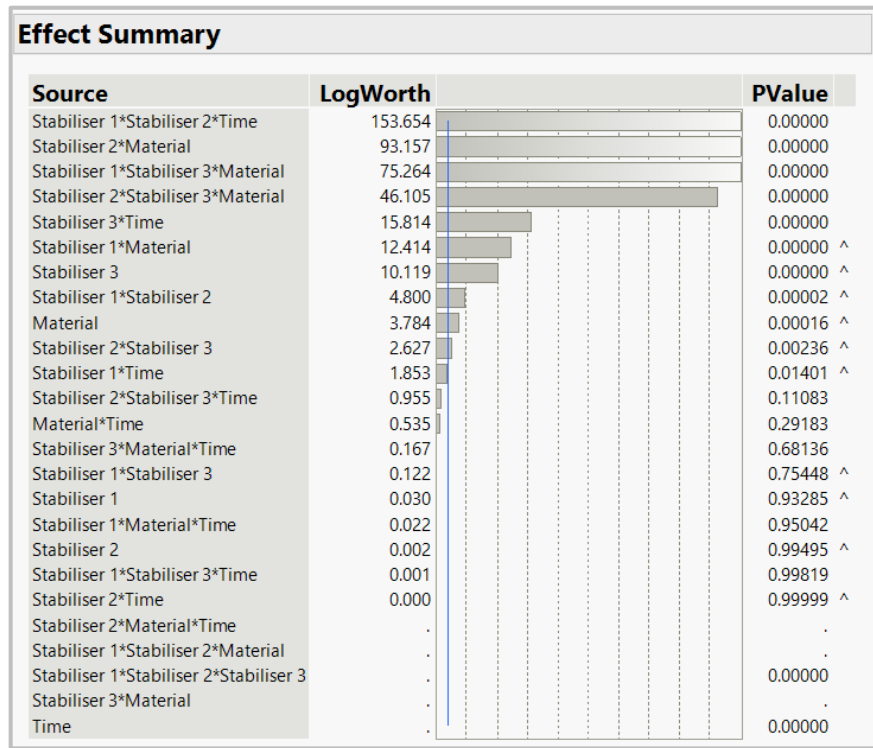 Effect Summary
Source LogWorth PValue
Stabiliser 1*Stabiliser 2*Time 153.654 0.00000
Stabiliser 2*Material 93.157 0.00000
Stabiliser 1*Stabiliser 3*Material 75.264 0.00000
Stabiliser 2*Stabiliser 3*Material 46.105 0.00000
Stabiliser 3*Time 15.814 0.00000
Stabiliser 1*Material 12.414 0.00000 ^
Stabiliser 3 10.119 0.00000 ^
Stabiliser 1*Stabiliser 2 4.800 0.00002 ^
Material 3.784 0.00016 ^
Stabiliser 2*Stabiliser 3 2.627 0.00236 ^
Stabiliser 1*Time 1.853 0.01401 ^
Stabiliser 2*Stabiliser 3*Time 0.955 0.11083
Material*Time 0.535 0.29183
Stabiliser 3*Material*Time 0.167 0.68136
Stabiliser 1*Stabiliser 3 0.122 0.75448 ^
Stabiliser 1 0.030 0.93285 ^
Stabiliser 1*Material*Time 0.022 0.95042
Stabiliser 2 0.002 0.99495 ^
Stabiliser 1*Stabiliser 3*Time 0.001 0.99819
Stabiliser 2*Time 0.000 0.99999 ^
Stabiliser 2*Material*Time . .
Stabiliser 1*Stabiliser 2*Material . .
Stabiliser 1*Stabiliser 2*Stabiliser 3 . 0.00000
Stabiliser 3*Material . .
Time . 0.00000